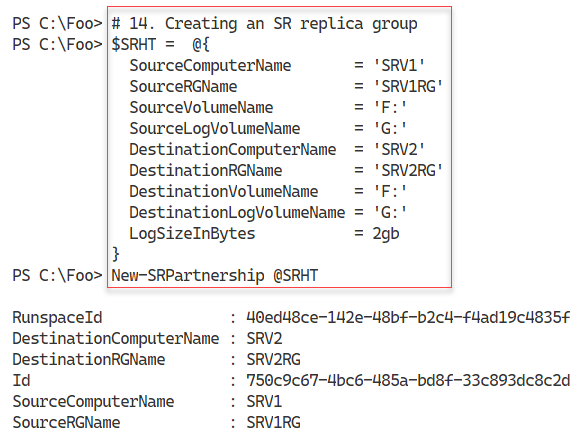 PS C:\Foo> # 14. Creating an SR replica group
PS C:\Foo> $SRHT =  @{
  SourceComputerName       = 'SRV1'
  SourceRGName             = 'SRV1RG'
  SourceVolumeName         = 'F:'
  SourceLogVolumeName      = 'G:'
  DestinationComputerName  = 'SRV2'
  DestinationRGName        = 'SRV2RG'
  DestinationVolumeName    = 'F:'
  DestinationLogVolumeName = 'G:'
  LogSizeInBytes           = 2gb
}
PS C:\Foo> New-SRPartnership @SRHT
RunspaceId              : 40ed48ce-142e-48bf-b2c4-f4ad19c4835f
DestinationComputerName : SRV2
DestinationRGName       : SRV2RG
Id                      : 750c9c67-4bc6-485a-bd8f-33c893dc8c2d
SourceComputerName      : SRV1
SourceRGName            : SRV1RG